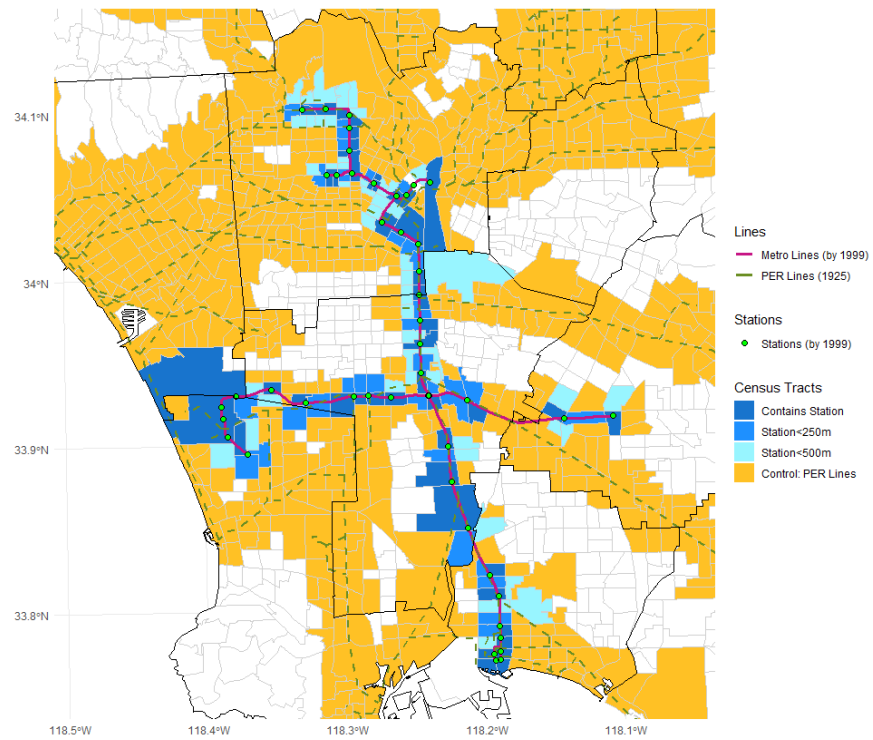 34.1°N
34°N
33.9°N
33.8°N
118.5°W
118.4°W
118.3°W
118.2°W
118.1°W
Lines
Metro Lines (by 1999)
PER Lines (1925)
Stations
Stations (by 1999)
Census Tracts
Contains Station
Station<250m
Station<500m
Control: PER Lines